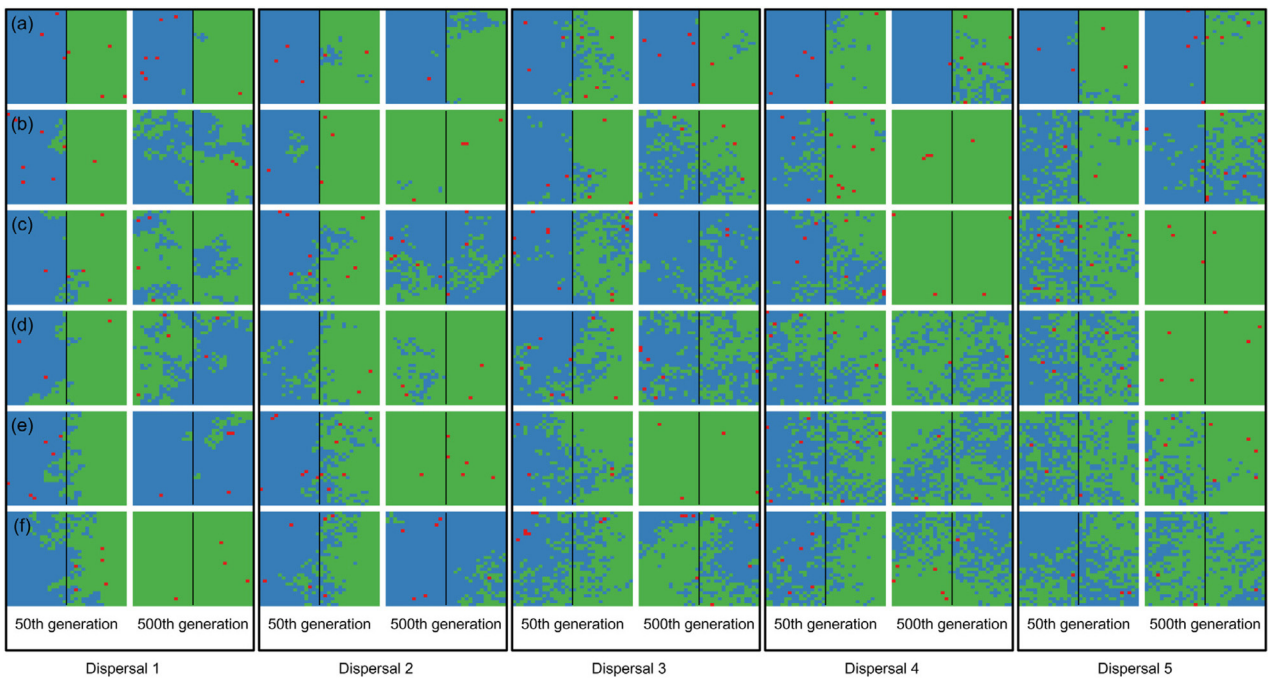 (a)
(b)
(c)
(d)
(e)
(f)
50th generation 500th generation 50th generation 500th generation 50th generation 500th generation 50th generation 500th generation 50th generation 500th generation
Dispersal 1 Dispersal 2 Dispersal 3 Dispersal 4 Dispersal 5